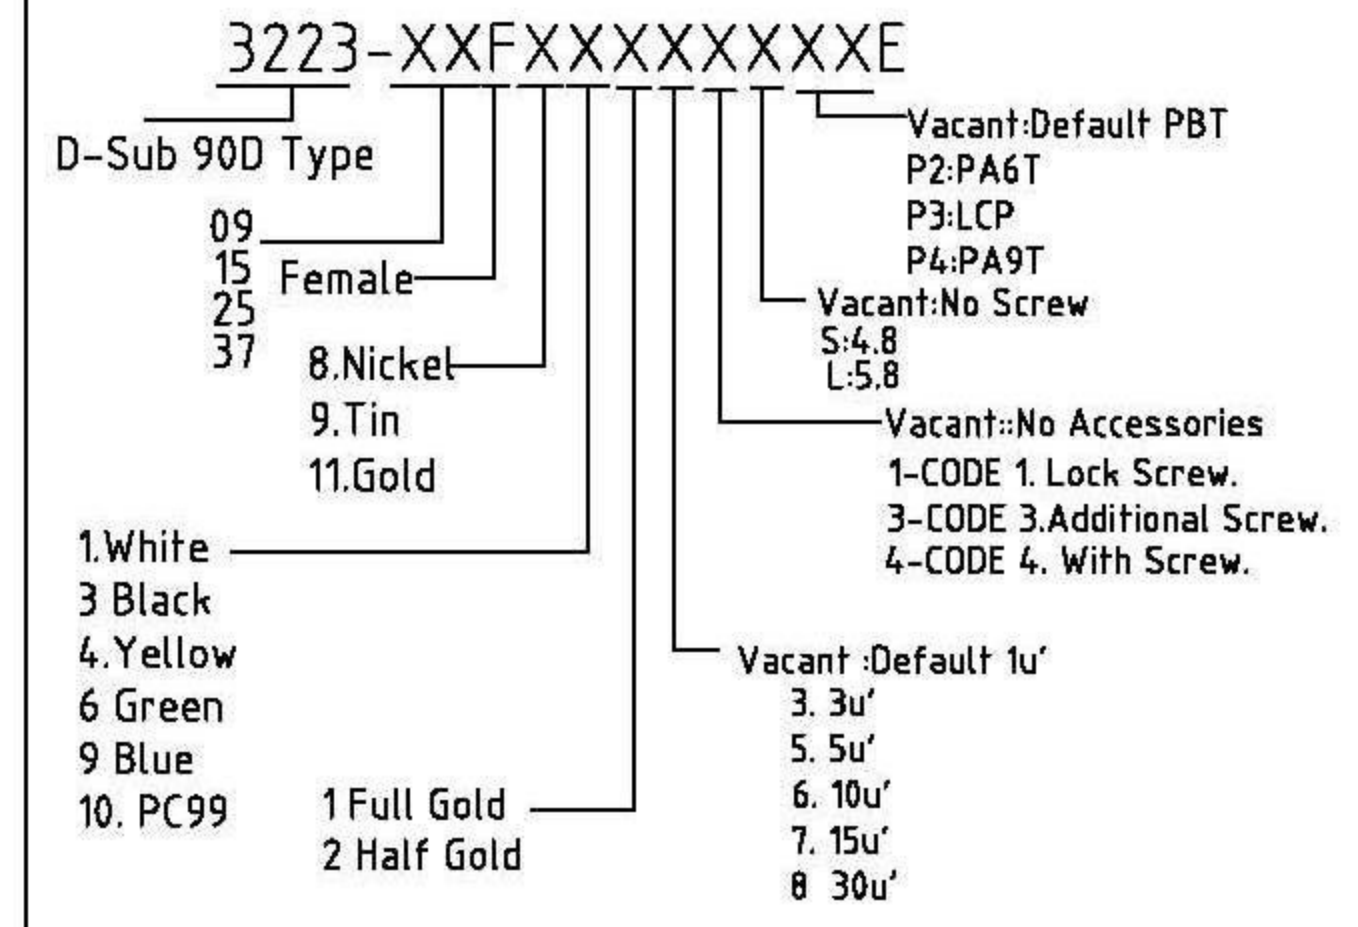 3223-XXFXXXXXXXXE
D-Sub 90D Type
09
15
25
37
Female
8.Nickel
9.Tin
11.Gold
1.White
3 Black
4.Yellow
6 Green
9 Blue
10. PC99
1 Full Gold
2 Half Gold
Vacant :Default 1u'
3. 3u'
5. 5u'
6. 10u'
7. 15u'
8 30u'
Vacant::No Accessories
1-CODE 1. Lock Screw.
3-CODE 3.Additional Screw.
4-CODE 4. With Screw.
Vacant:No Screw
S:4.8
L:5.8
Vacant:Default PBT
P2:PA6T
P3:LCP
P4:PA9T